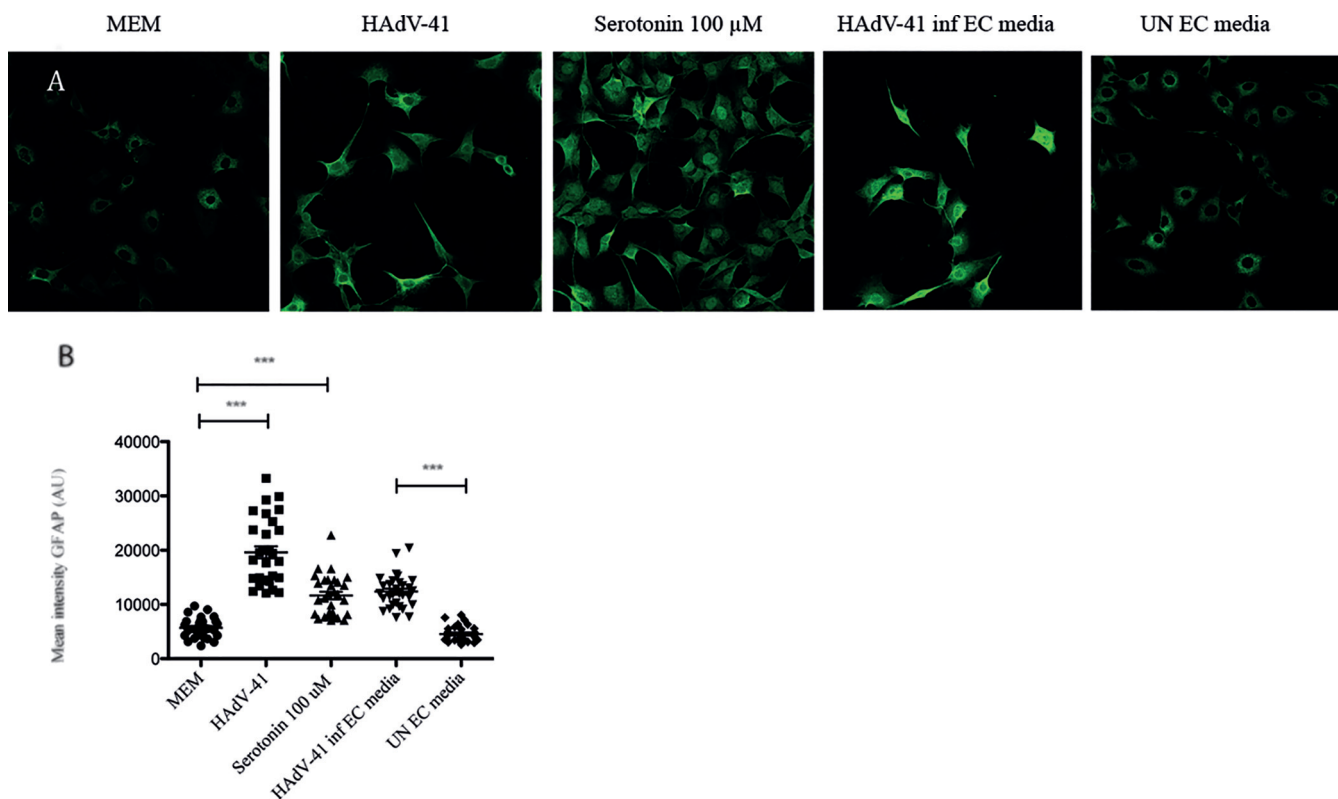 MEM HAdV-41 Serotonin 100 µM HAdV-41 inf EC media UN EC media
A
B
***
***
***
Mean intensity GFAP (AU)
40000
30000
20000
10000
0
MEM
HAdV-41
Serotonin 100 uM
HAdV-41 inf EC media
UN EC media